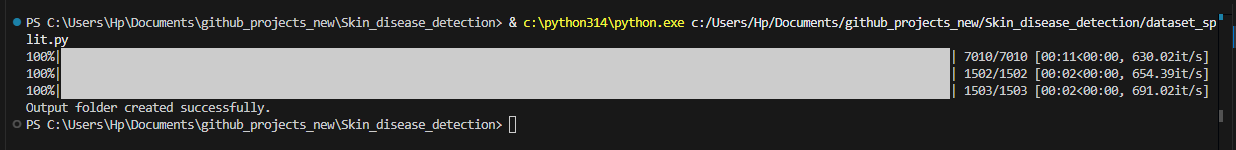 PS C:\Users\Hp\Documents\github_projects_new\Skin_disease_detection> & c:\python314\python.exe c:/Users/Hp/Documents/github_projects_new/Skin_disease_detection/dataset_sp
lit.py
100%| | 7010/7010 [00:11<00:00, 630.02it/s]
100%| | 1502/1502 [00:02<00:00, 654.39it/s]
100%| | 1503/1503 [00:02<00:00, 691.02it/s]
Output folder created successfully.
PS C:\Users\Hp\Documents\github_projects_new\Skin_disease_detection>